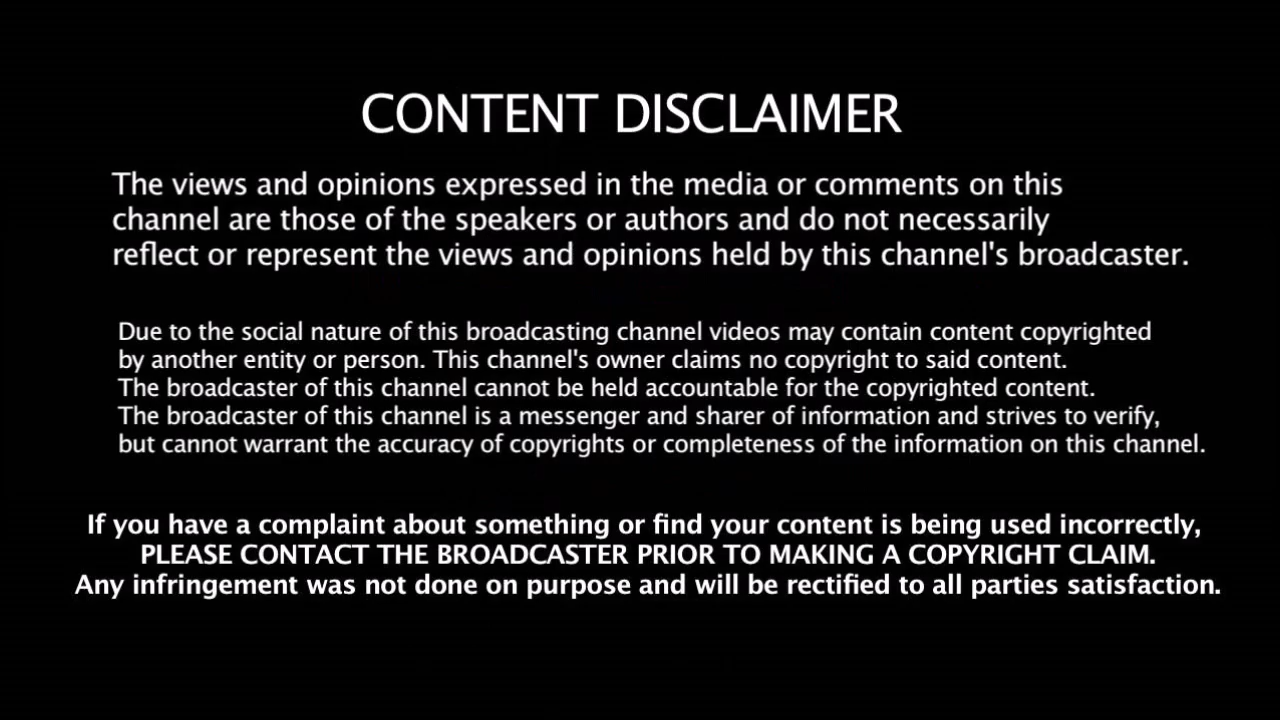 CONTENT DISCLAIMER
The views and opinions expressed in the media or comments on this
channel are those of the speakers or authors and do not necessarily
reflect or represent the views and opinions held by this channel's broadcaster.
Due to the social nature of this broadcasting channel videos may contain content copyrighted
by another entity or person. This channel's owner claims no copyright to said content.
The broadcaster of this channel cannot be held accountable for the copyrighted content.
The broadcaster of this channel is a messenger and sharer of information and strives to verify,
but cannot warrant the accuracy of copyrights or completeness of the information on this channel.
If you have a complaint about something or find your content is being used incorrectly,
PLEASE CONTACT THE BROADCASTER PRIOR TO MAKING A COPYRIGHT CLAIM.
Any infringement was not done on purpose and will be rectified to all parties satisfaction.